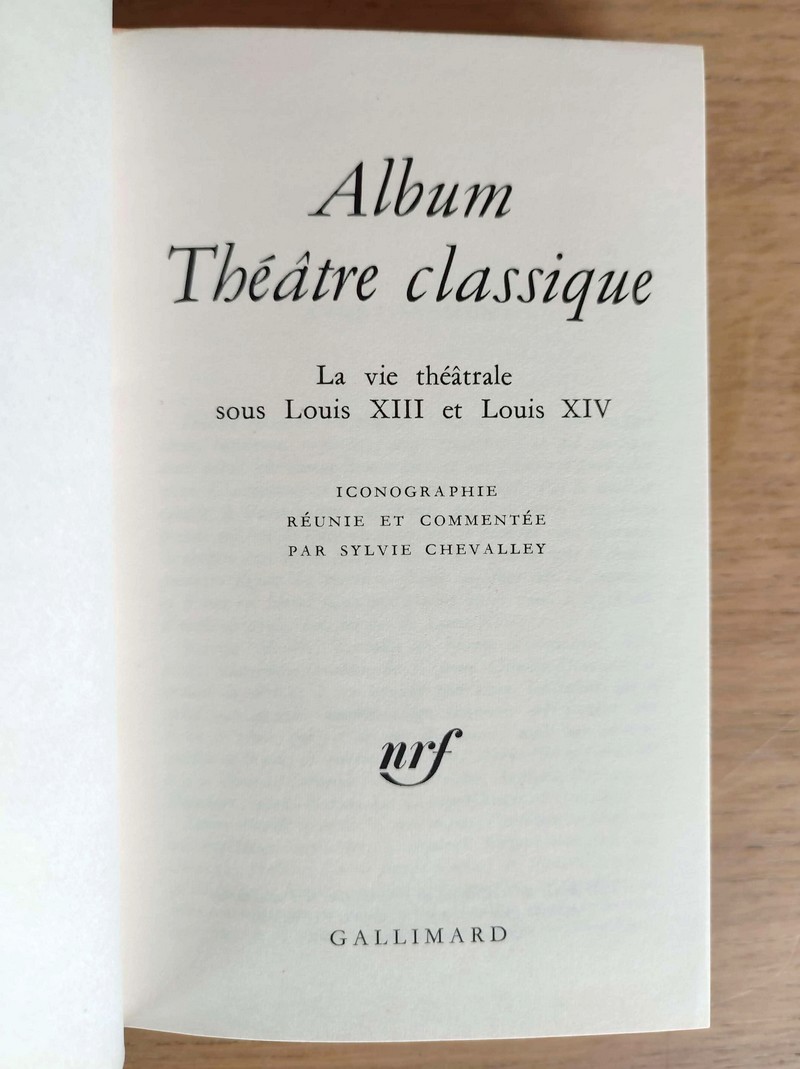 Album
Théâtre classique
La vie théâtrale
sous Louis XIII et Louis XIV
ICONOGRAPHIE
RÉUNIE ET COMMENTÉE
PAR SYLVIE CHEVALLEY
nrf
GALLIMARD